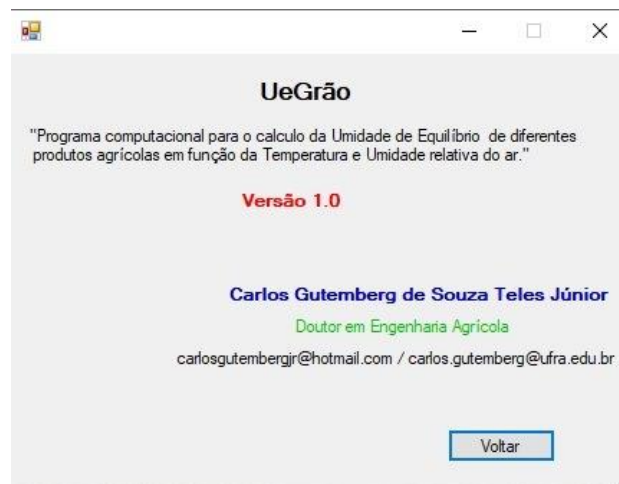 UeGrão
"Programa computacional para o calculo da Umidade de Equilíbrio de diferentes
produtos agrícolas em função da Temperatura e Umidade relativa do ar."
Versão 1.0
Carlos Gutemberg de Souza Teles Júnior
Doutor em Engenharia Agrícola
carlosgutembergjr@hotmail.com / carlos.gutemberg@ufra.edu.br
Voltar